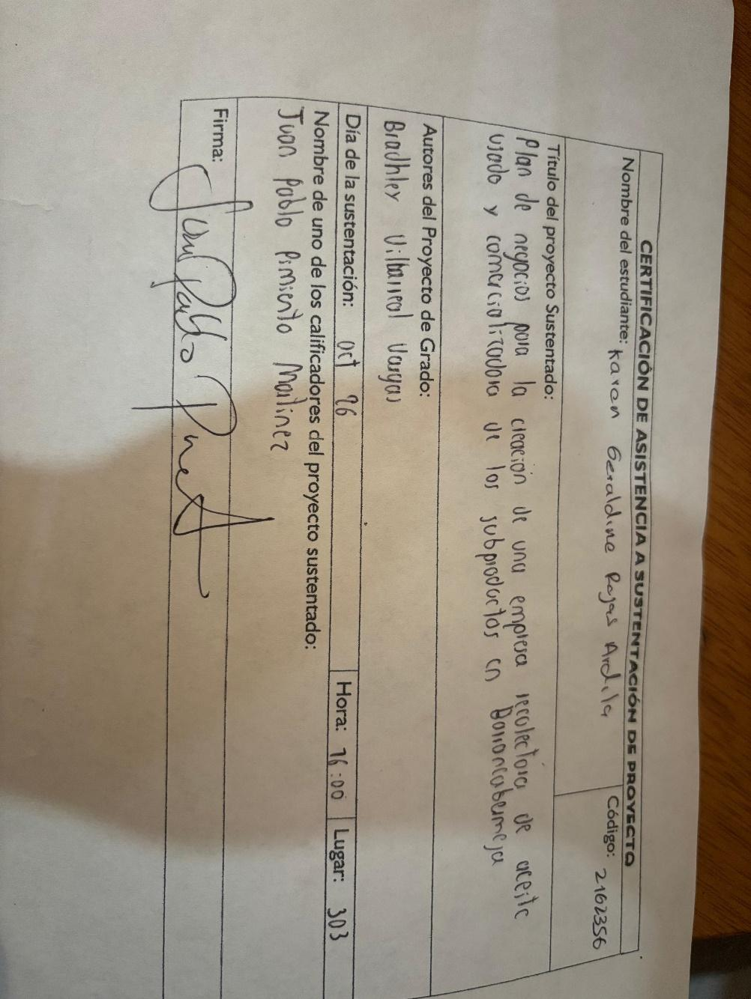 CERTIFICACIÓN DE ASISTENCIA A SUSTENTACIÓN DE PROYECTO
Nombre del estudiante: Karen Geraldine Rojas Ardila
Código: 2162356
Título del proyecto Sustentado:
Plan de negocios para la creación de una empresa recolectora de aceite
usado y comercializadora de los subproductos en Barrancabermeja
Autores del Proyecto de Grado:
Bradhley Villarreal Vargas
Día de la sustentación: oct 26
Hora: 16:00
Lugar: 303
Nombre de uno de los calificadores del proyecto sustentado:
Juan Pablo Pimiento Martinez
Firma: Juan Pablo